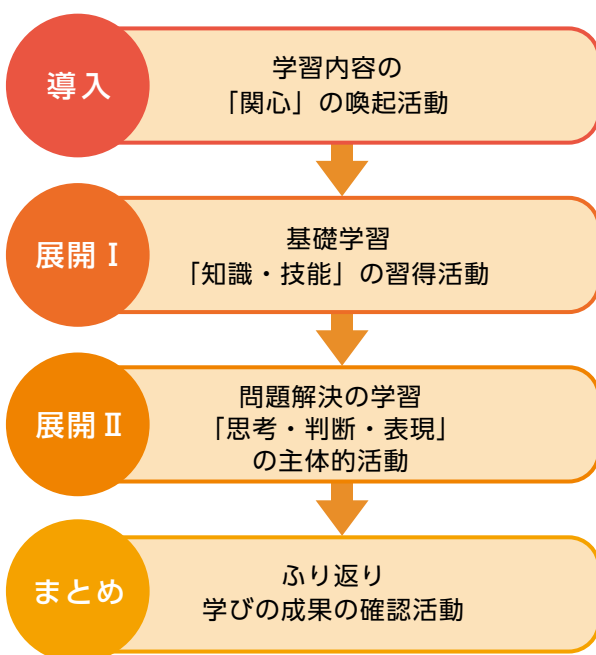 導入
学習内容の
「関心」の喚起活動
展開Ⅰ
基礎学習
「知識・技能」の習得活動
展開Ⅱ
問題解決の学習
「思考・判断・表現」
の主体的活動
まとめ
ふり返り
学びの成果の確認活動